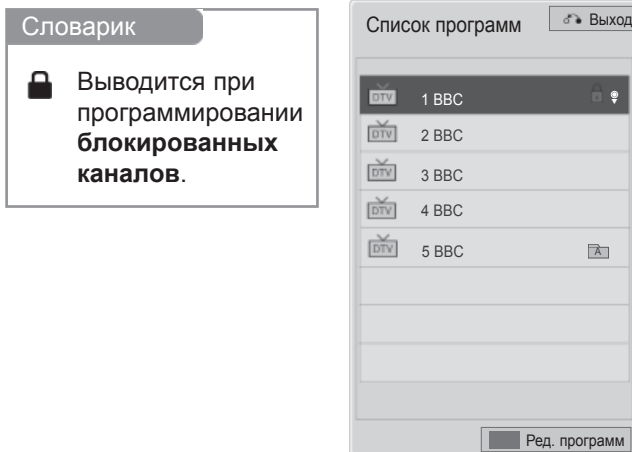 Словарик
Выводится при
программировании
блокированных
каналов.
Список программ
Выход
DTV 1 BBC
DTV 2 BBC
DTV 3 BBC
DTV 4 BBC
DTV 5 BBC A
Ред. программ